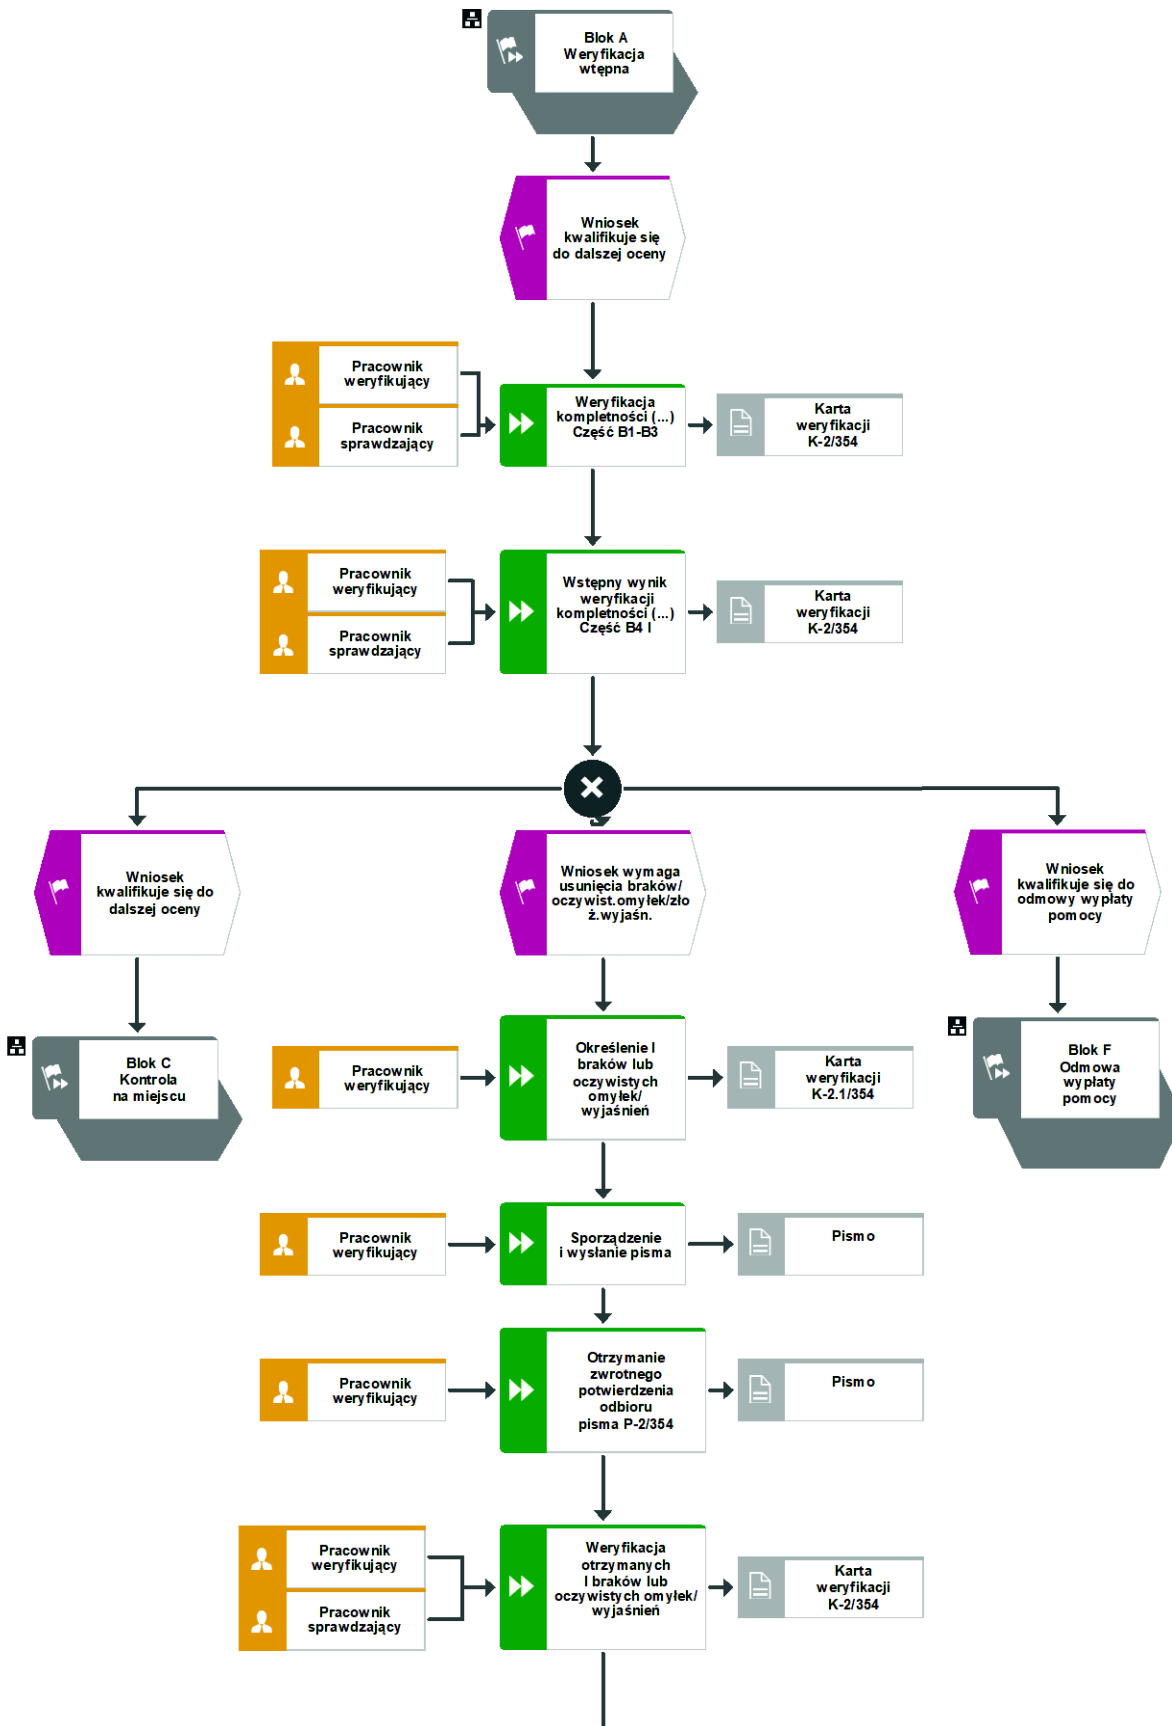 Blok A
Weryfikacja
wtępna
Wniosek
kwalifikuje się
do dalszej oceny
Pracownik
weryfikujący
Pracownik
sprawdzający
Weryfikacja
kompletności (...)
Część B1-B3
Karta
weryfikacji
K-2/354
Pracownik
weryfikujący
Pracownik
sprawdzający
Wstępny wynik
weryfikacji
kompletności (...)
Część B4 I
Karta
weryfikacji
K-2/354
Wniosek
kwalifikuje się do
dalszej oceny
Wniosek wymaga
usunięcia braków/
oczywist.omyłek/zło
ż.wyjaśn.
Wniosek
kwalifikuje się do
odmowy wypłaty
pomocy
Blok C
Kontrola
na miejscu
Pracownik
weryfikujący
Określenie I
braków lub
oczywistych
omyłek/
wyjaśnień
Karta
weryfikacji
K-2.1/354
Blok F
Odmowa
wypłaty
pomocy
Pracownik
weryfikujący
Sporządzenie
i wysłanie pisma
Pismo
Pracownik
weryfikujący
Otrzymanie
zwrotnego
potwierdzenia
odbioru
pisma P-2/354
Pismo
Pracownik
weryfikujący
Pracownik
sprawdzający
Weryfikacja
otrzymanych
I braków lub
oczywistych omyłek/
wyjaśnień
Karta
weryfikacji
K-2/354